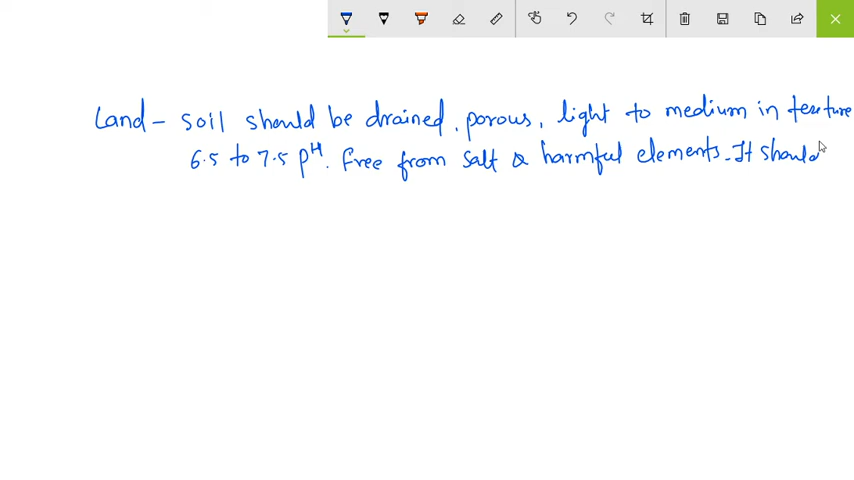 Land - soil should be drained, porous, light to medium in texture
6.5 to 7.5 pH. Free from salt & harmful elements. It should